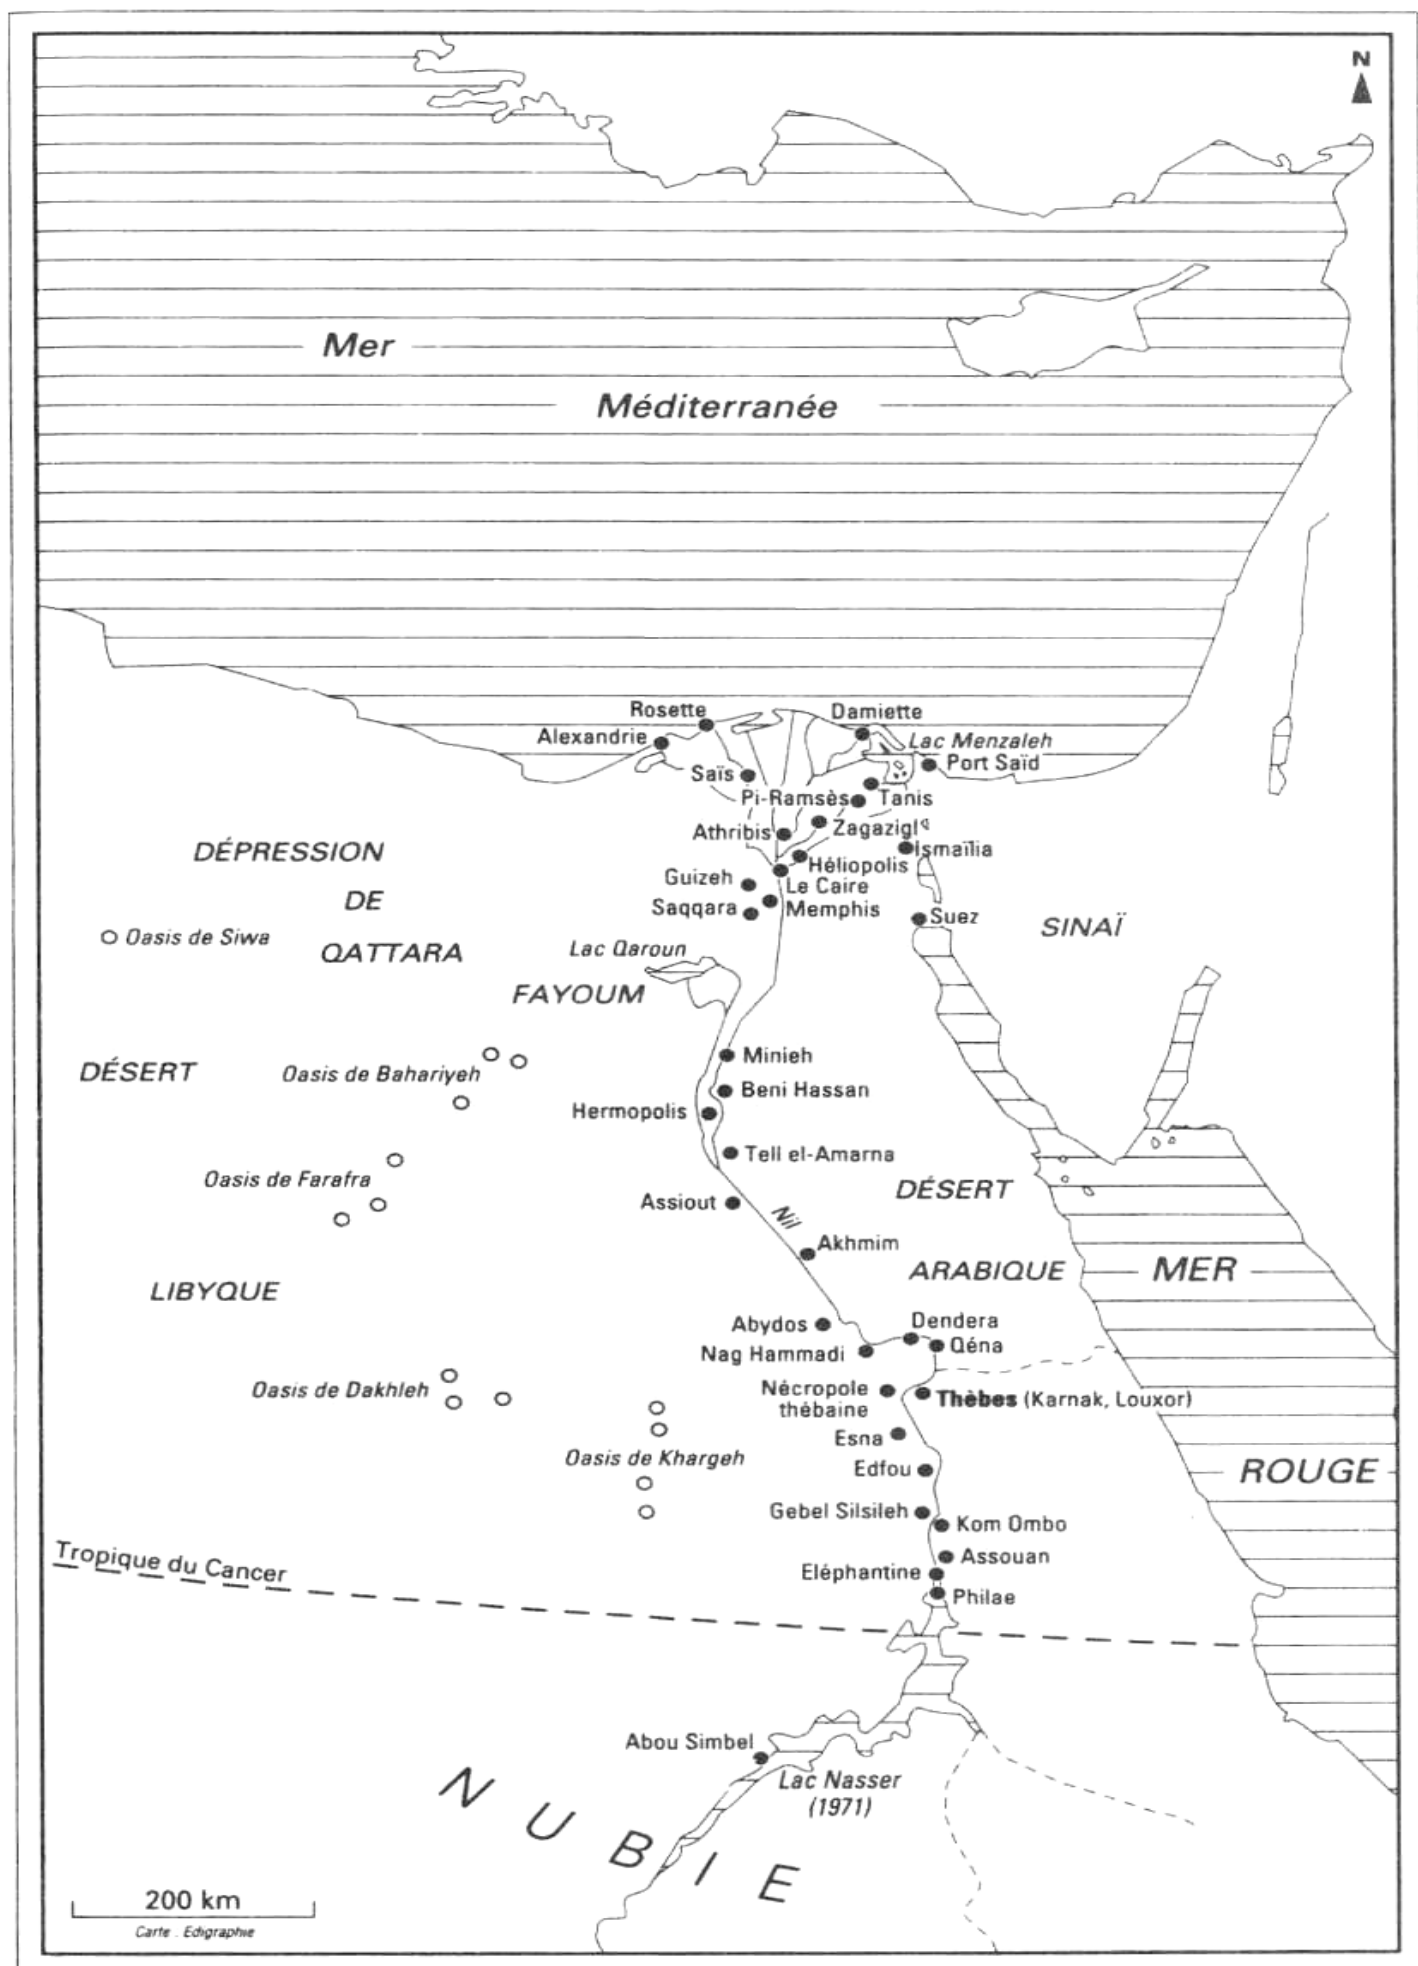 N
Mer
Méditerranée
Rosette
Damiette
Alexandrie
Lac Menzaleh
Port Saïd
Saïs
Pi-Ramsès
Tanis
Athribis
Zagazig
Ismaïlia
Héliopolis
Guizeh
Le Caire
Saqqara
Memphis
Suez
SINAÏ
DÉPRESSION
DE
QATTARA
Oasis de Siwa
Lac Qaroun
FAYOUM
DÉSERT
Oasis de Bahariyeh
Minieh
Beni Hassan
Hermopolis
Tell el-Amarna
Oasis de Farafra
Assiout
Nil
DÉSERT
Akhmim
ARABIQUE
MER
LIBYQUE
Abydos
Dendera
Nag Hammadi
Qéna
Oasis de Dakhleh
Nécropole
thébaine
Thèbes (Karnak, Louxor)
Esna
Oasis de Khargeh
Edfou
ROUGE
Gebel Silsileh
Kom Ombo
Assouan
Tropique du Cancer
Eléphantine
Philae
Abou Simbel
Lac Nasser
(1971)
NUBIE
200 km
Carte . Edigraphie